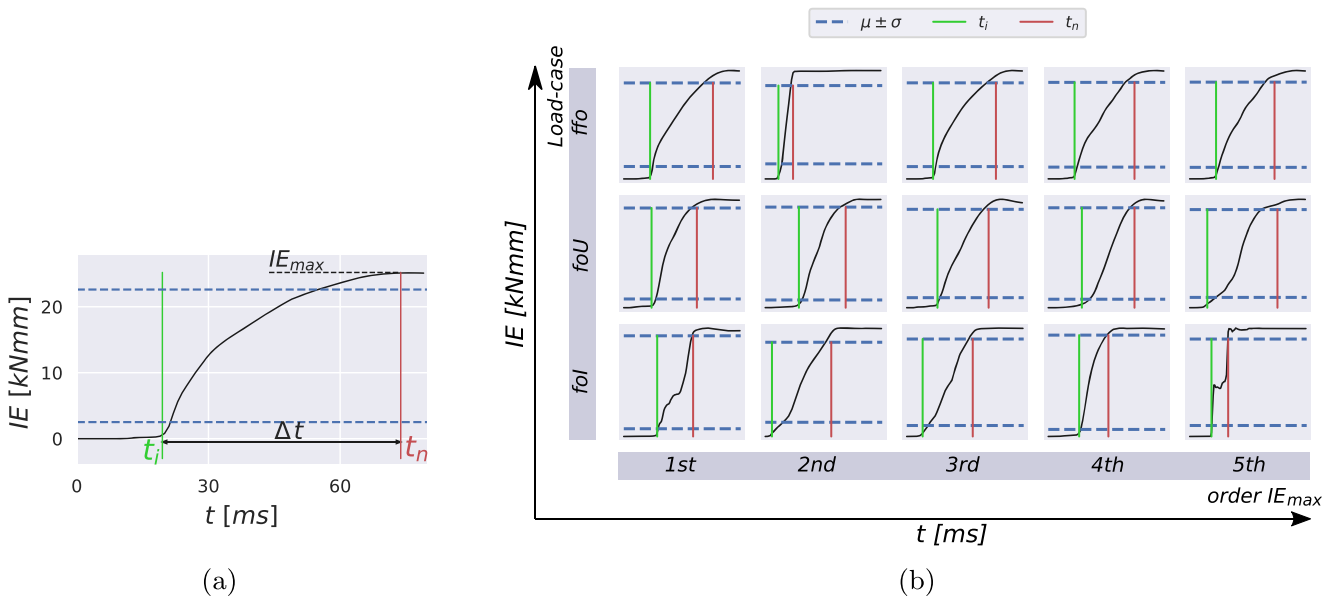 μ ± σ
t_i
t_n
IE_max
20
10
0
Δt
t_i
t_n
0
30
60
IE [kNmm]
t [ms]
(a)
Load-case
ffo
foU
foI
IE [kNmm]
1st
2nd
3rd
4th
5th
order IE_max
t [ms]
(b)